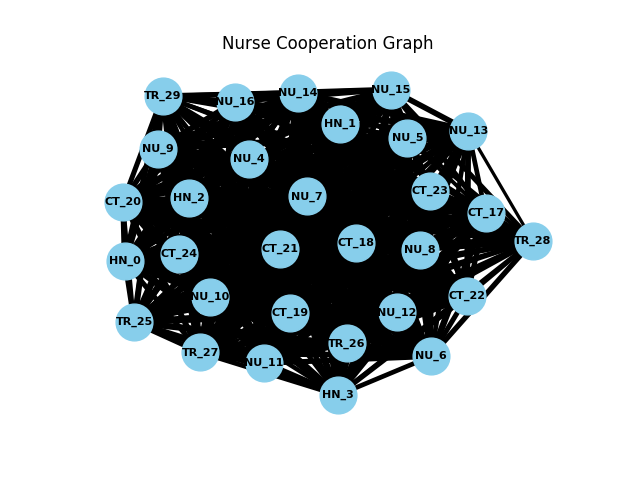 Nurse Cooperation Graph
TR_29
NU_16
NU_14
NU_15
HN_1
NU_5
NU_13
NU_9
NU_4
CT_20
HN_2
NU_7
CT_23
CT_17
HN_0
CT_24
CT_21
CT_18
NU_8
TR_28
NU_10
CT_22
TR_25
CT_19
NU_12
TR_27
NU_11
TR_26
NU_6
HN_3